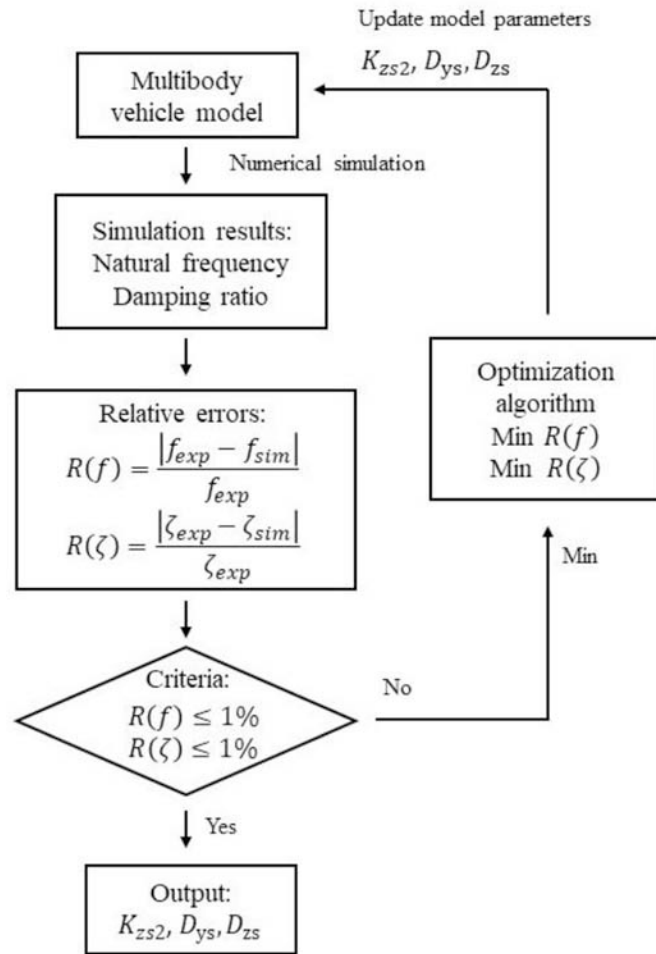 Update model parameters
K_{zs2}, D_{ys}, D_{zs}
Multibody
vehicle model
Numerical simulation
Simulation results:
Natural frequency
Damping ratio
Relative errors:
R(f) = \frac{|f_{exp} - f_{sim}|}{f_{exp}}
R(ζ) = \frac{|ζ_{exp} - ζ_{sim}|}{ζ_{exp}}
Optimization
algorithm
Min R(f)
Min R(ζ)
Min
Criteria:
R(f) ≤ 1%
R(ζ) ≤ 1%
No
Yes
Output:
K_{zs2}, D_{ys}, D_{zs}